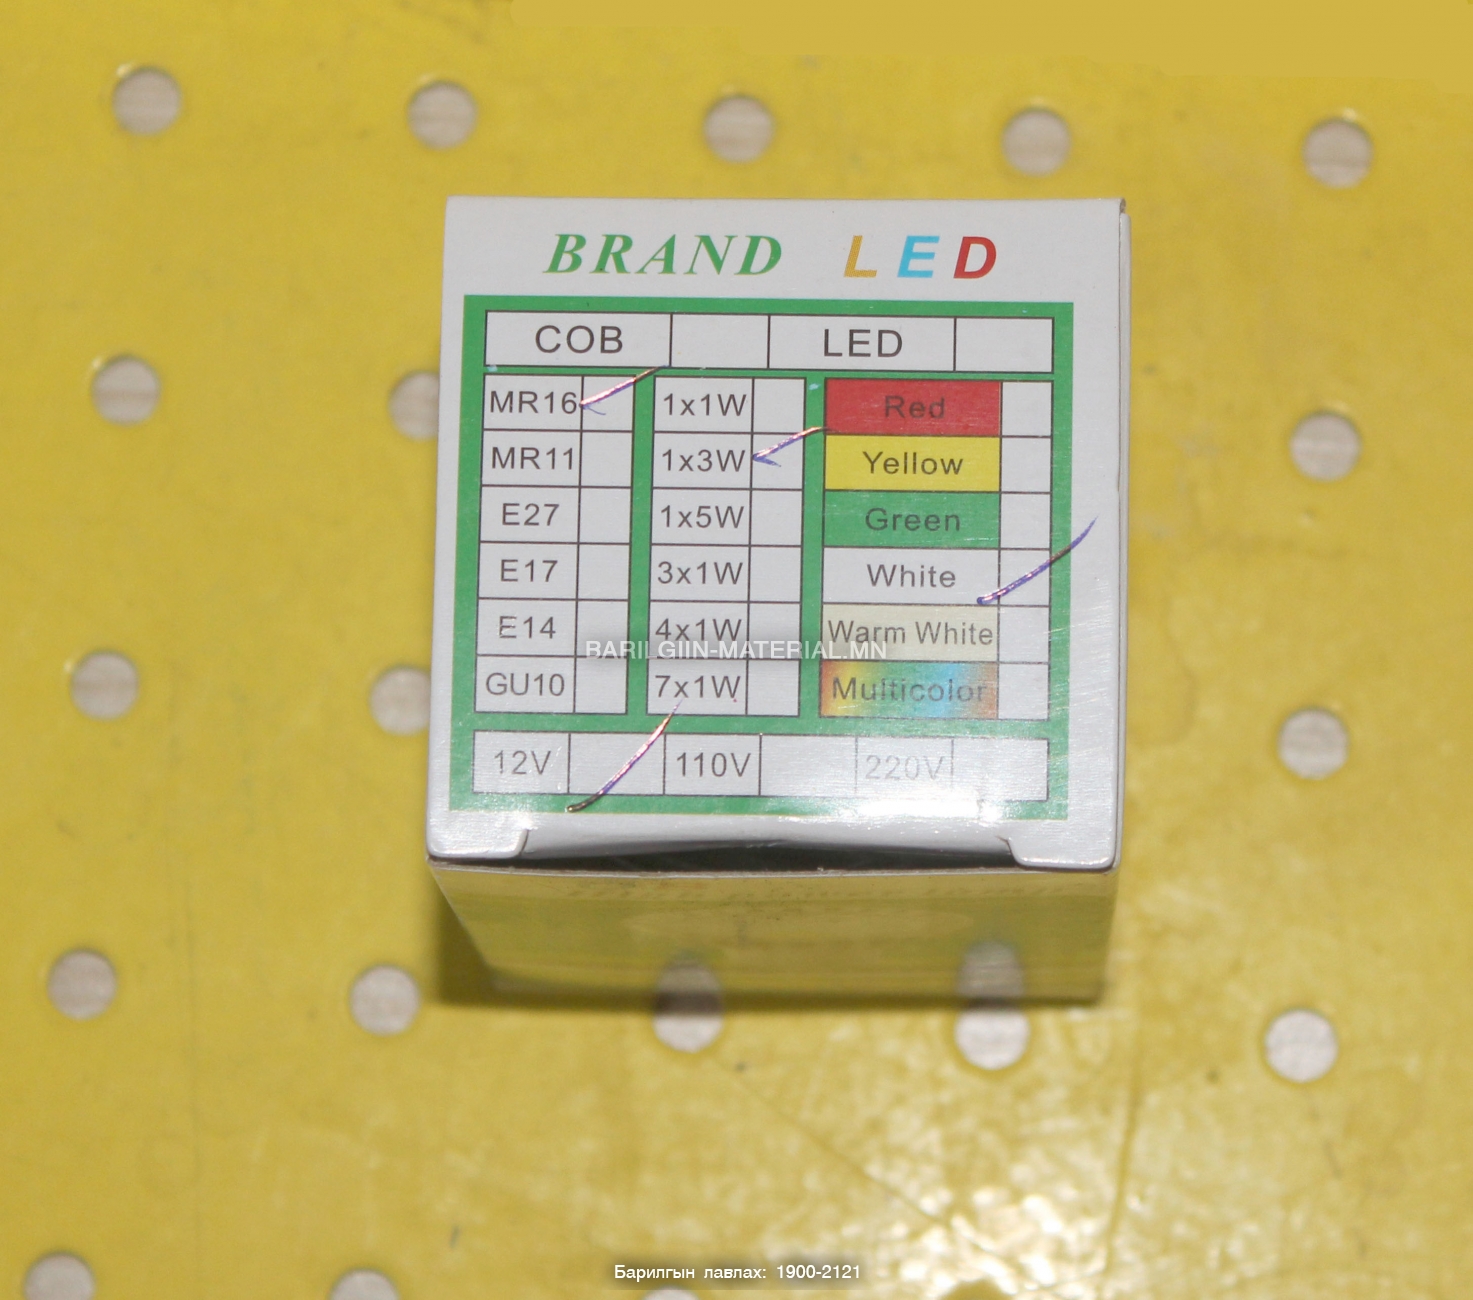 BRAND LED
COB LED
MR16 1x1W Red
MR11 1x3W Yellow
E27 1x5W Green
E17 3x1W White
E14 4x1W Warm White
BARILGIIN-MATERIAL.MN
GU10 7x1W Multicolor
12V 110V 220V
Барилгын лавлах: 1900-2121